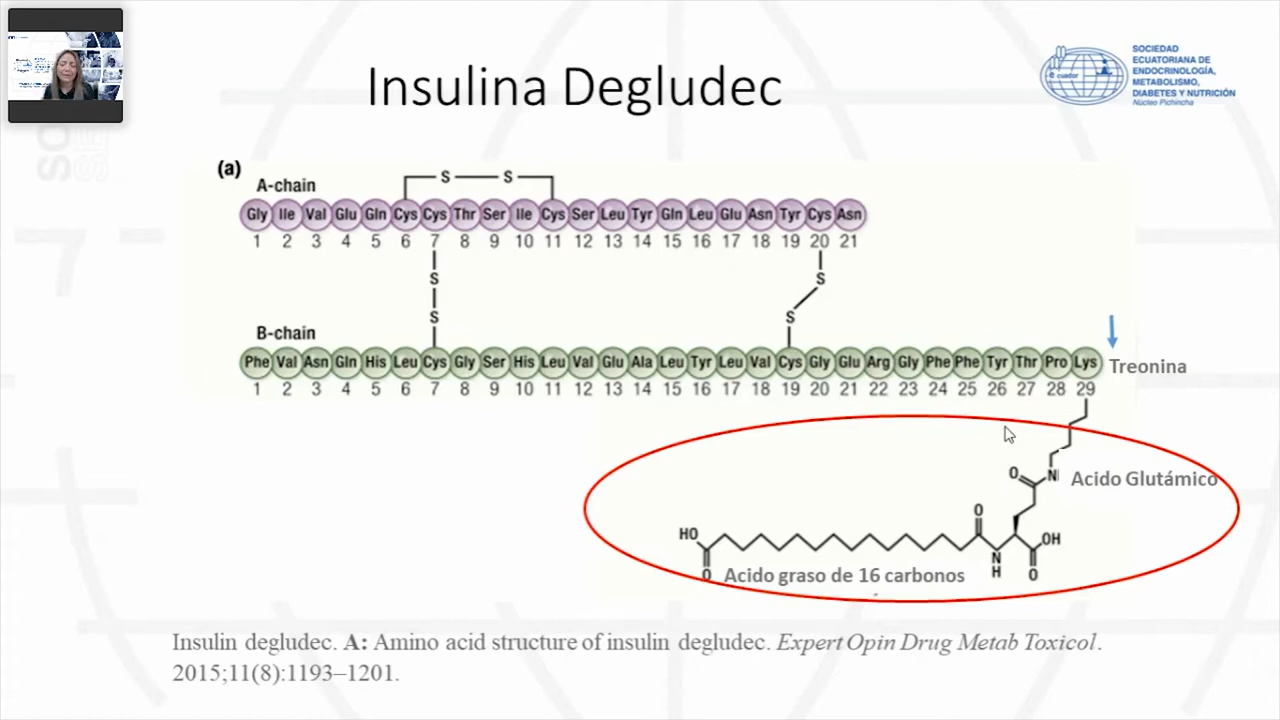 Insulina Degludec
SOCIEDAD
ECUATORIANA DE
ENDOCRINOLOGÍA,
METABOLISMO,
DIABETES Y NUTRICIÓN
Núcleo Pichincha
ecuador
(a)
A-chain
S S
Gly Ile Val Glu Gln Cys Cys Thr Ser Ile Cys Ser Leu Tyr Gln Leu Glu Asn Tyr Cys Asn
1 2 3 4 5 6 7 8 9 10 11 12 13 14 15 16 17 18 19 20 21
S S
S S
B-chain
Phe Val Asn Gln His Leu Cys Gly Ser His Leu Val Glu Ala Leu Tyr Leu Val Cys Gly Glu Arg Gly Phe Phe Tyr Thr Pro Lys Treonina
1 2 3 4 5 6 7 8 9 10 11 12 13 14 15 16 17 18 19 20 21 22 23 24 25 26 27 28 29
O N Acido Glutámico
O
HO OH
O Acido graso de 16 carbonos N H O
Insulin degludec. A: Amino acid structure of insulin degludec. Expert Opin Drug Metab Toxicol.
2015;11(8):1193–1201.